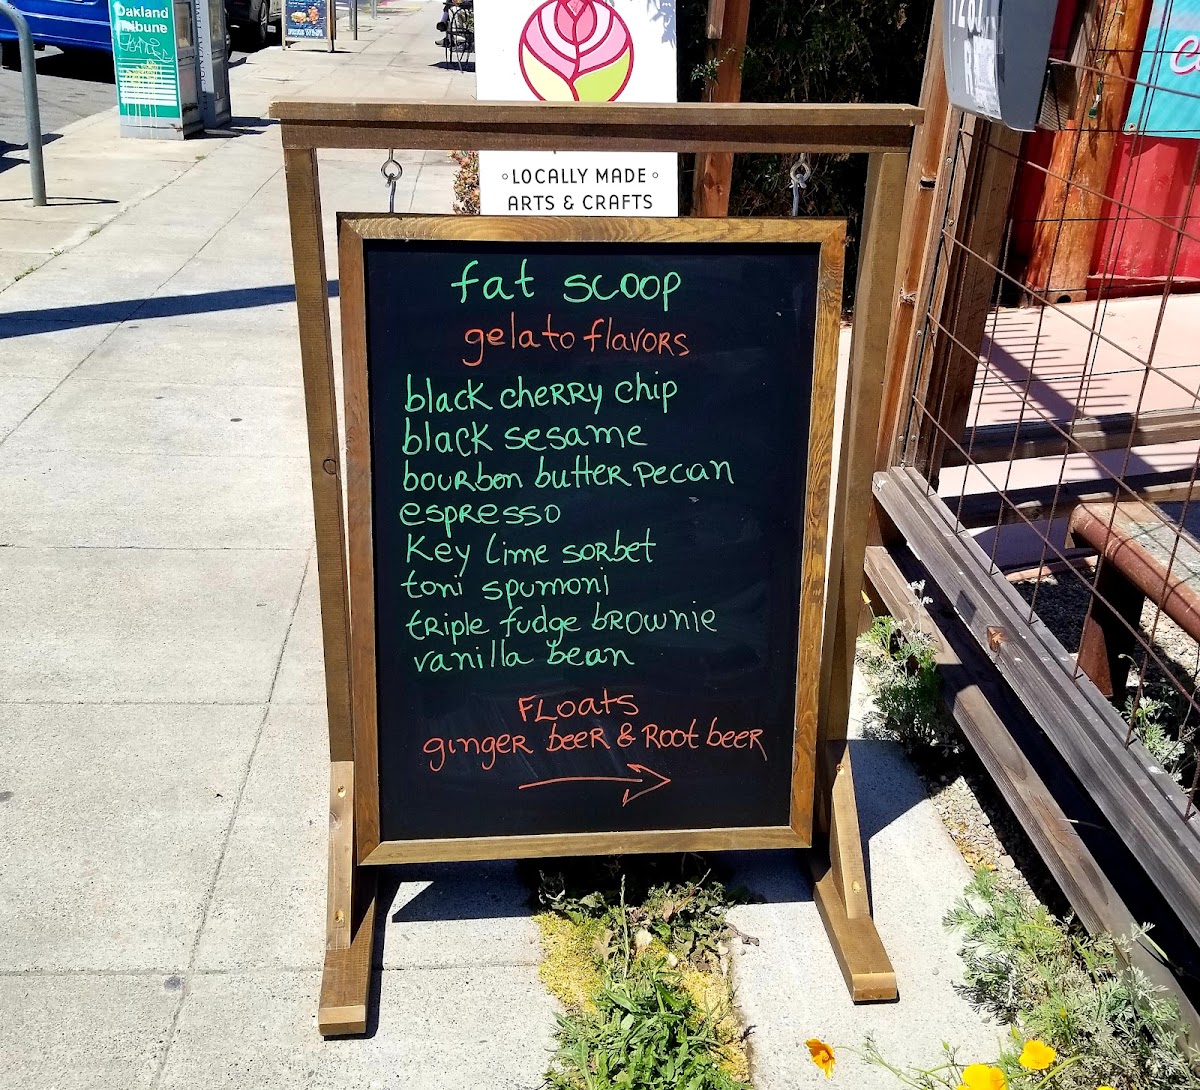 Oakland
Tribune
LOCALLY MADE
ARTS & CRAFTS
fat scoop
gelato flavors
black cherry chip
black sesame
bourbon butter pecan
espresso
Key lime sorbet
toni spumoni
triple fudge brownie
vanilla bean
Floats
ginger beer & Root beer